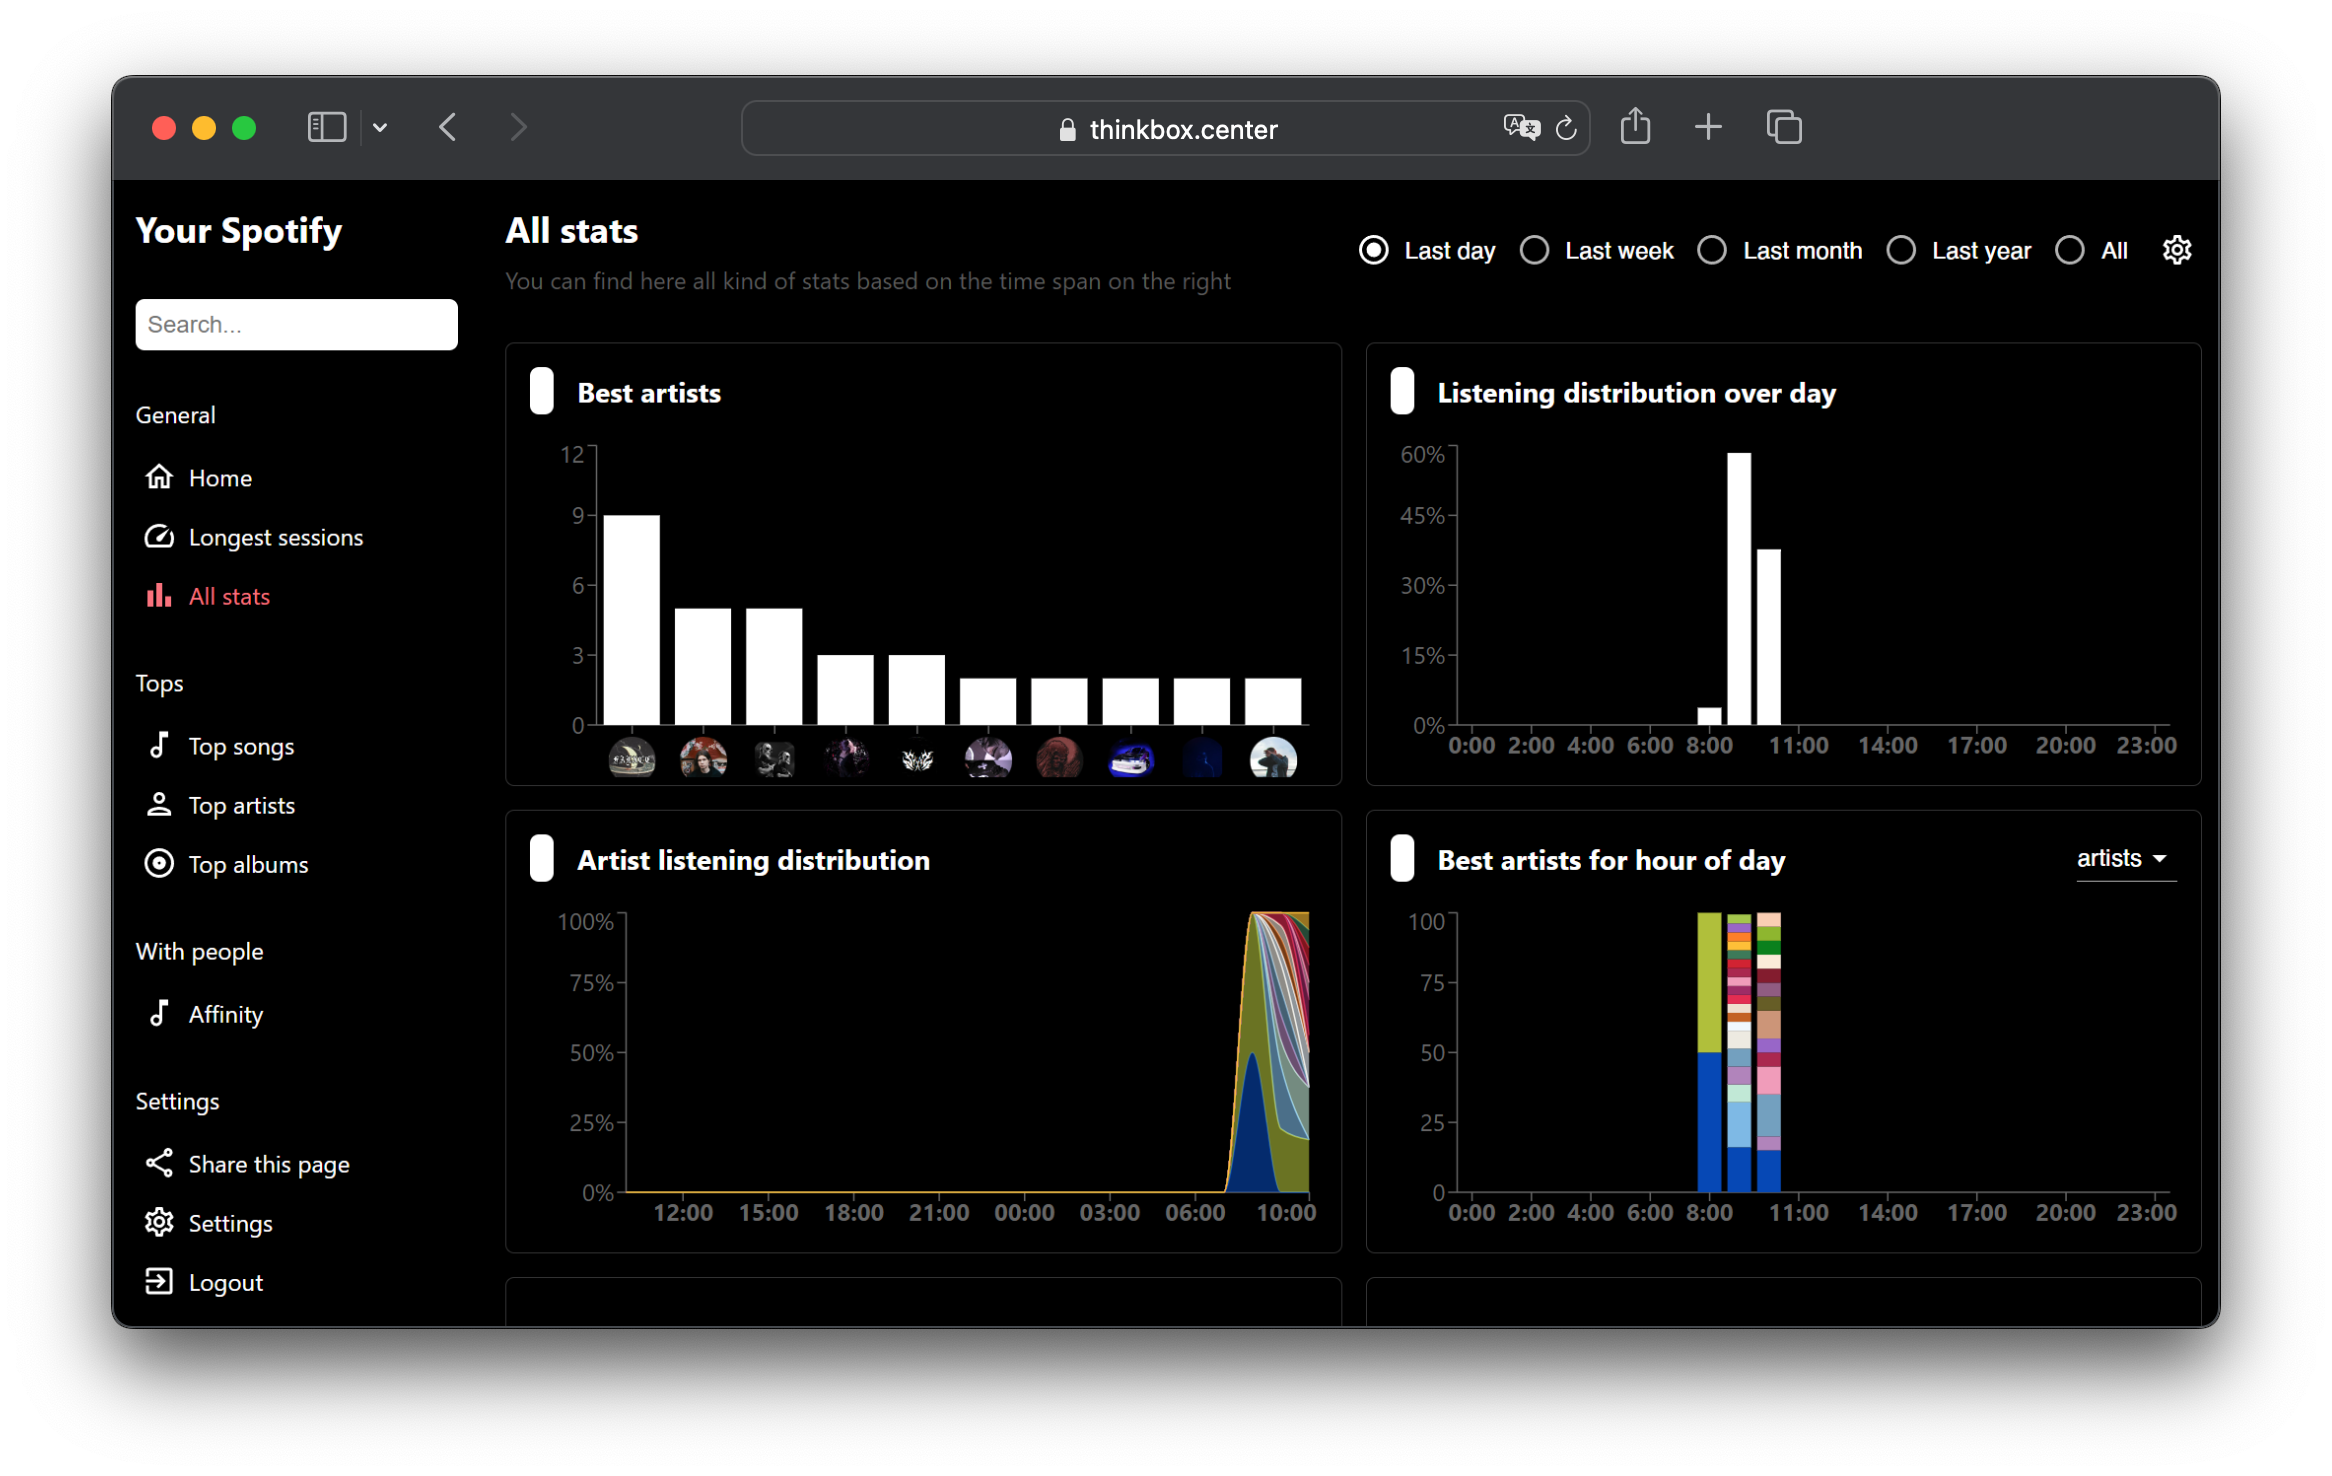 thinkbox.center
Your Spotify
Search...
General
Home
Longest sessions
All stats
Tops
Top songs
Top artists
Top albums
With people
Affinity
Settings
Share this page
Settings
Logout
All stats
You can find here all kind of stats based on the time span on the right
Last day Last week Last month Last year All
Best artists
12
9
6
3
0
Listening distribution over day
60%
45%
30%
15%
0%
0:00 2:00 4:00 6:00 8:00 11:00 14:00 17:00 20:00 23:00
Artist listening distribution
100%
75%
50%
25%
0%
12:00 15:00 18:00 21:00 00:00 03:00 06:00 10:00
Best artists for hour of day
artists
100
75
50
25
0
0:00 2:00 4:00 6:00 8:00 11:00 14:00 17:00 20:00 23:00